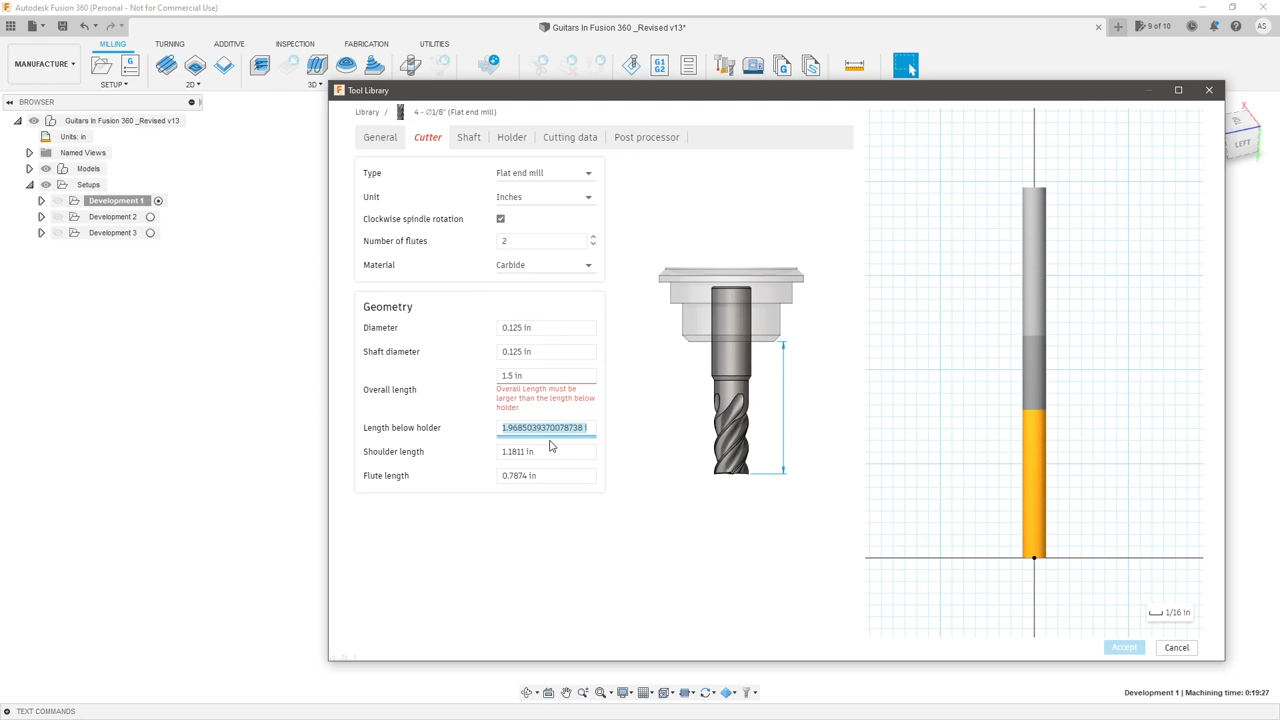 Autodesk Fusion 360 (Personal - Not for Commercial Use)
Guitars In Fusion 360 _Revised v13*
9 of 10
AS
MILLING TURNING ADDITIVE INSPECTION FABRICATION UTILITIES
MANUFACTURE
G
G1
G2
G
SETUP
2D
3D
BROWSER
Guitars In Fusion 360 _Revised v13
Units: in
Named Views
Models
Setups
Development 1
Development 2
Development 3
Tool Library
Library / 4 - ∅1/8" (Flat end mill)
General Cutter Shaft Holder Cutting data Post processor
Type Flat end mill
Unit Inches
Clockwise spindle rotation
Number of flutes 2
Material Carbide
Geometry
Diameter 0.125 in
Shaft diameter 0.125 in
Overall length 1.5 in
Overall Length must be
larger than the length below
holder.
Length below holder 1.9685039370078738 i
Shoulder length 1.1811 in
Flute length 0.7874 in
1/16 in
Accept Cancel
X
LEFT
Development 1 | Machining time: 0:19:27
TEXT COMMANDS